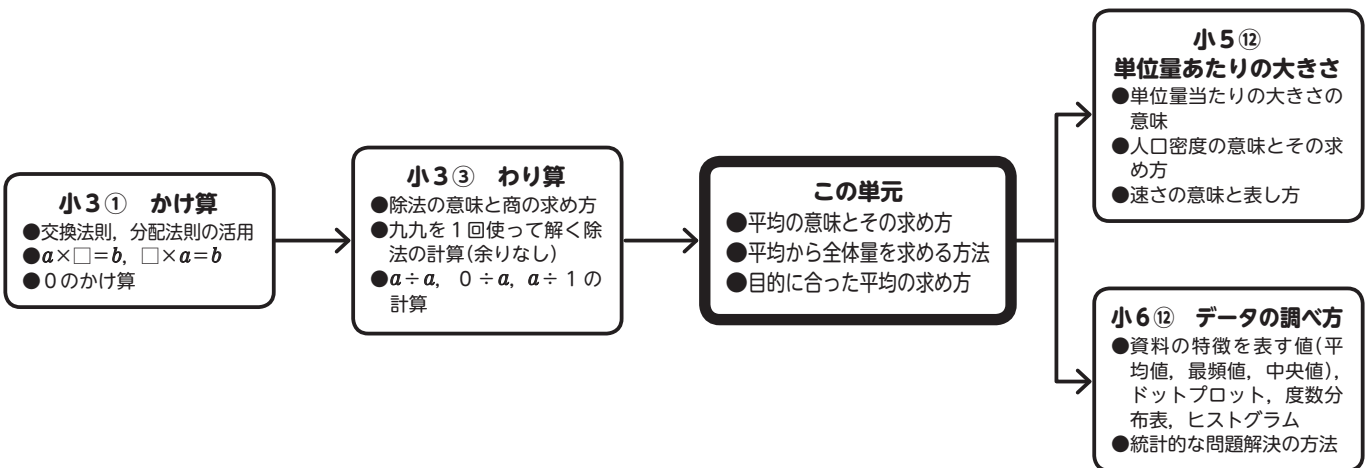 小3① かけ算
●交換法則，分配法則の活用
●a×□=b，□×a=b
●0のかけ算
小3③ わり算
●除法の意味と商の求め方
●九九を1回使って解く除
法の計算(余りなし)
●a÷a，0÷a，a÷1の
計算
この単元
●平均の意味とその求め方
●平均から全体量を求める方法
●目的に合った平均の求め方
小5⑫
単位量あたりの大きさ
●単位量当たりの大きさの
意味
●人口密度の意味とその求
め方
●速さの意味と表し方
小6⑫ データの調べ方
●資料の特徴を表す値(平
均値，最頻値，中央値)，
ドットプロット，度数分
布表，ヒストグラム
●統計的な問題解決の方法